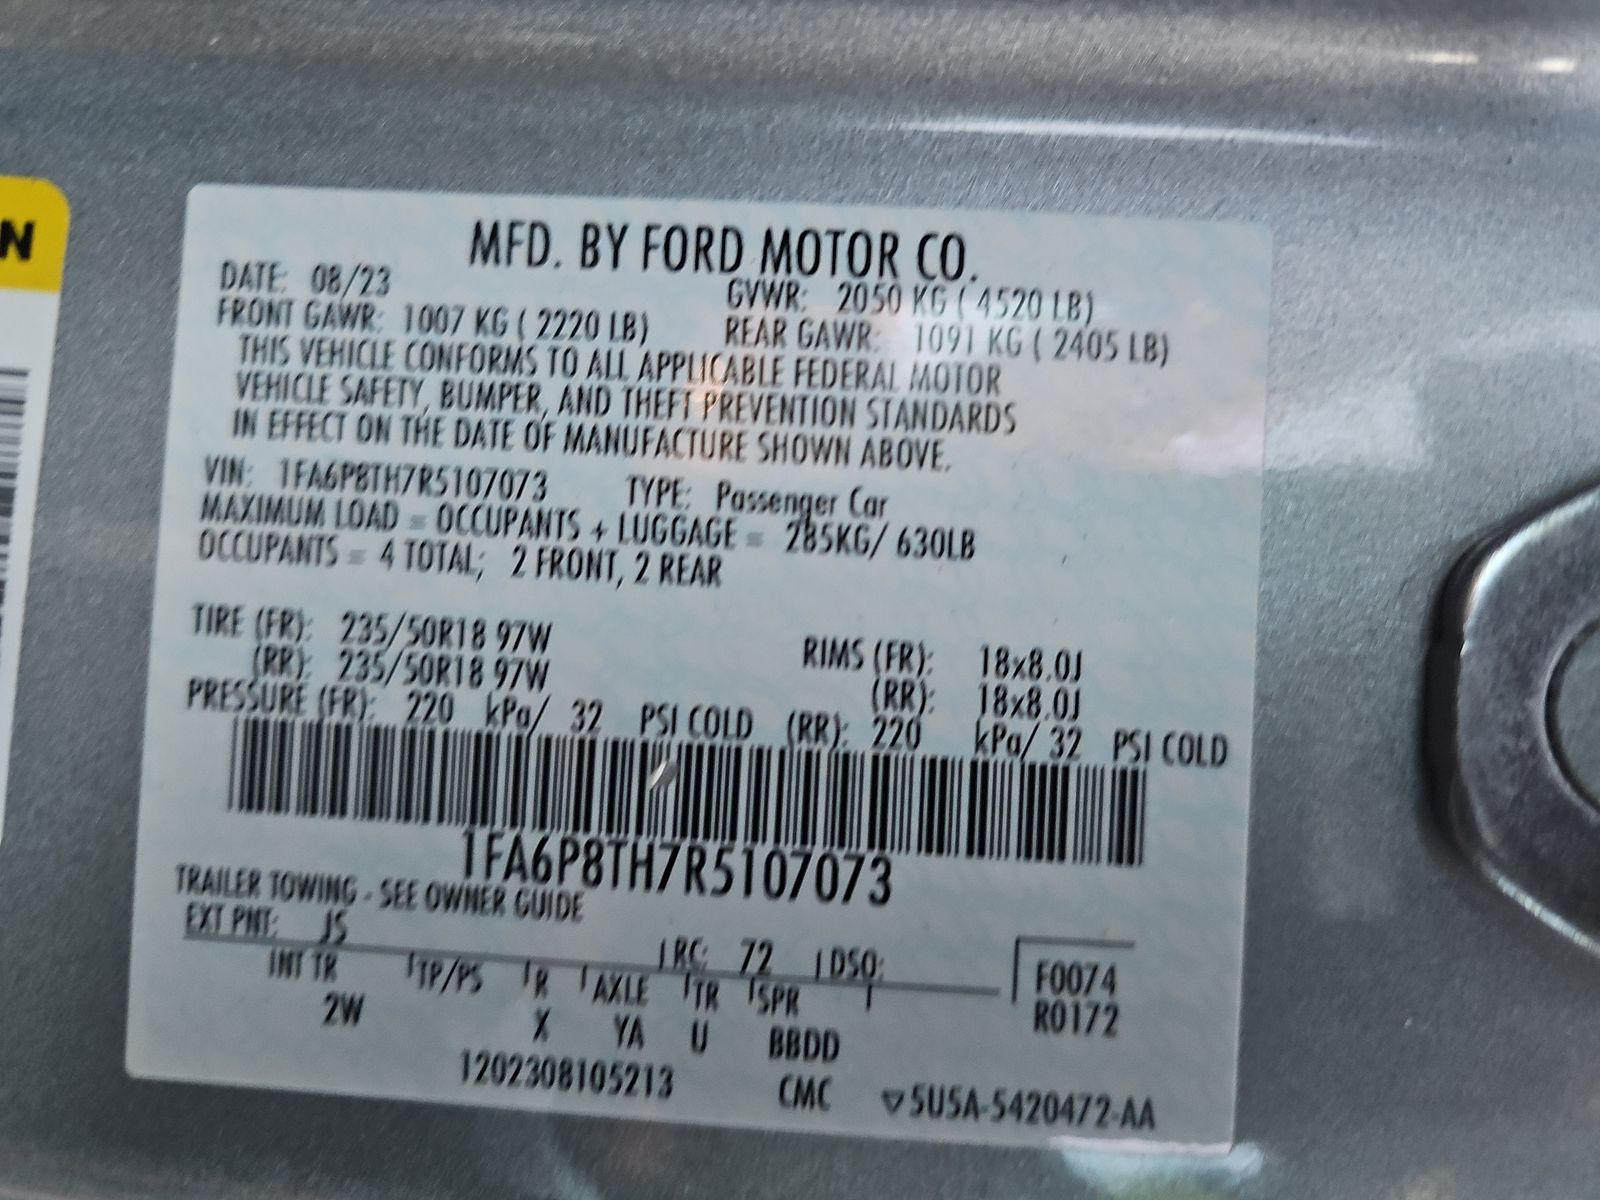 N
MFD. BY FORD MOTOR CO.
DATE: 08/23 GVWR: 2050 KG ( 4520 LB)
FRONT GAWR: 1007 KG ( 2220 LB) REAR GAWR: 1091 KG ( 2405 LB)
THIS VEHICLE CONFORMS TO ALL APPLICABLE FEDERAL MOTOR
VEHICLE SAFETY, BUMPER, AND THEFT PREVENTION STANDARDS
IN EFFECT ON THE DATE OF MANUFACTURE SHOWN ABOVE.
VIN: 1FA6P8TH7R5107073 TYPE: Passenger Car
MAXIMUM LOAD = OCCUPANTS + LUGGAGE = 285KG/ 630LB
OCCUPANTS = 4 TOTAL; 2 FRONT, 2 REAR
TIRE (FR): 235/50R18 97W RIMS (FR): 18x8.0J
(RR): 235/50R18 97W (RR): 18x8.0J
PRESSURE (FR): 220 kPa/ 32 PSI COLD (RR): 220 kPa/ 32 PSI COLD
1FA6P8TH7R5107073
TRAILER TOWING - SEE OWNER GUIDE
EXT PNT: JS RC: 72 DSO: F0074
INT TR TP/PS R AXLE TR SPR R0172
2W X YA U BBDD
1202308105213 CMC ▽5U5A-5420472-AA